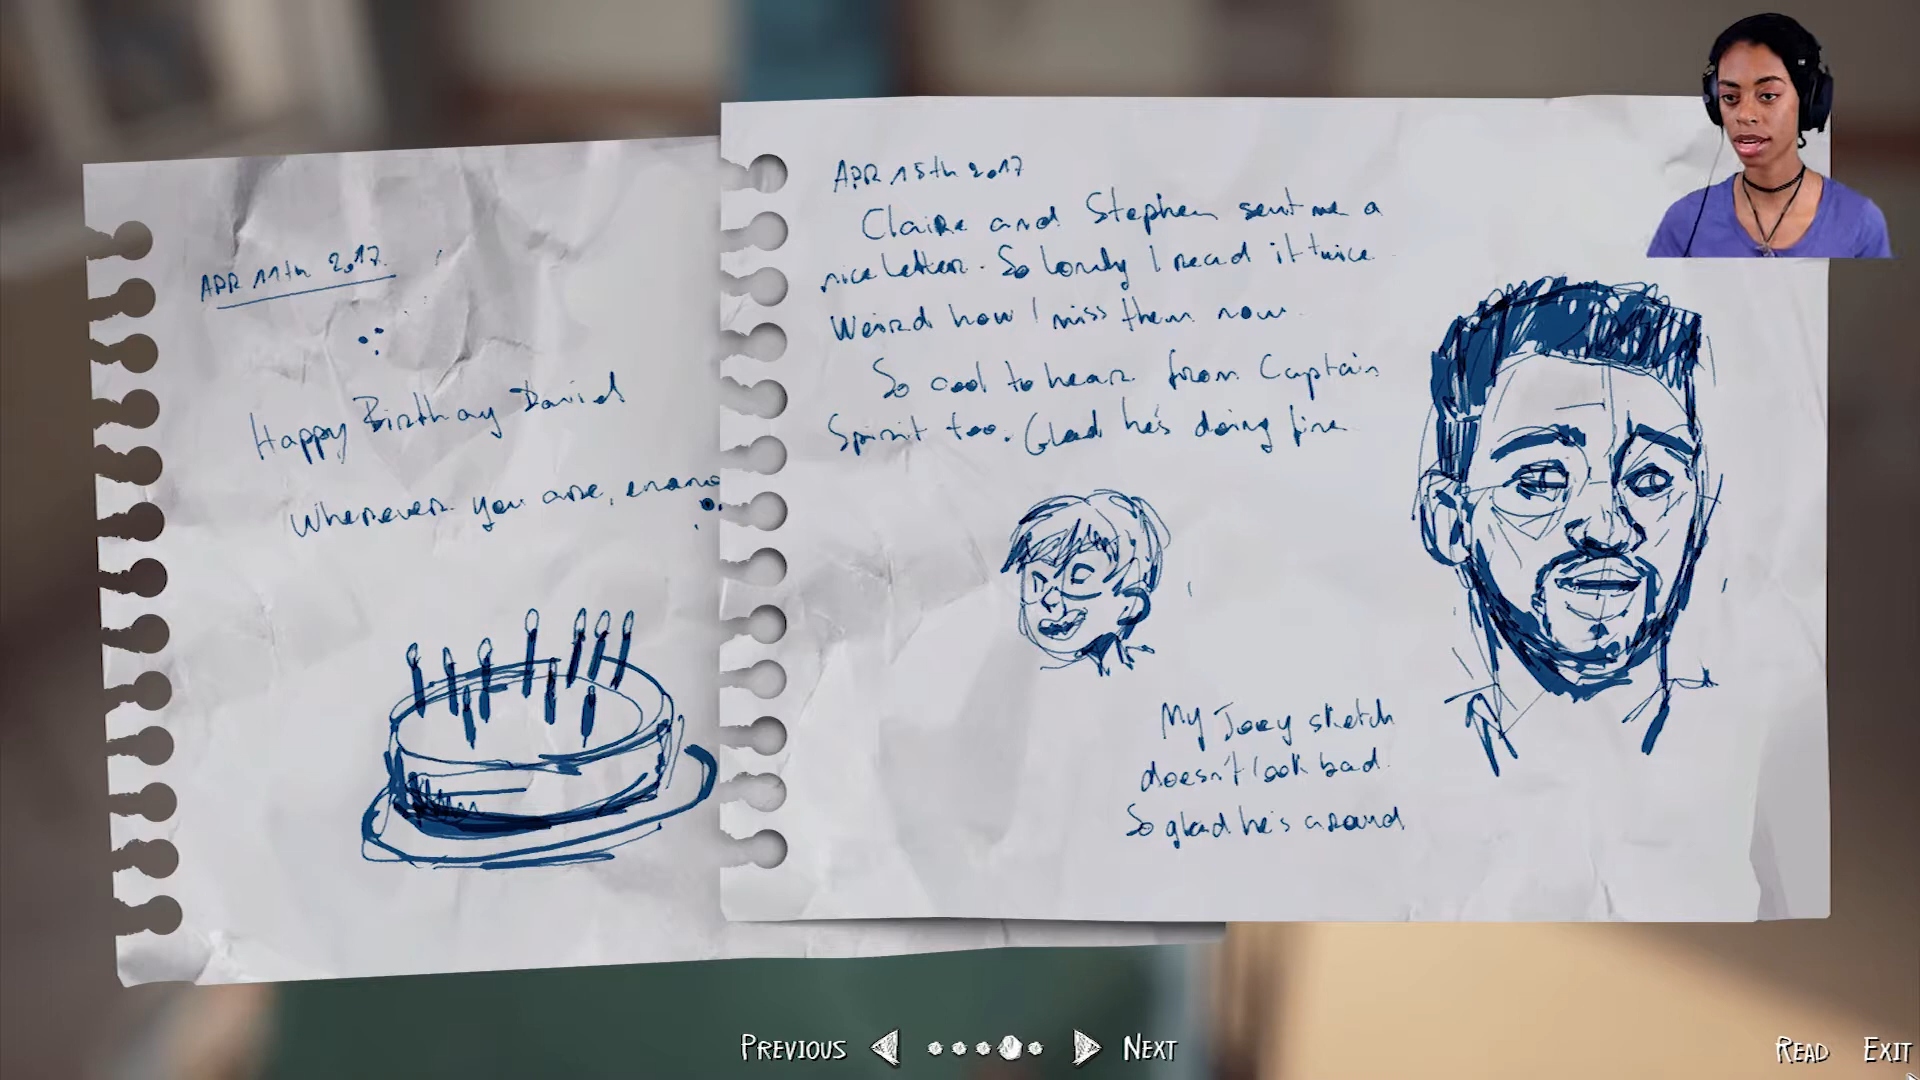 APR 11th 2017
Happy Birthday Daniel
Wherever you are, enano
APR 15th 2017
Claire and Stephen sent me a
nice letter. So lonely I read it twice
Weird how I miss them now.
So cool to hear from Captain
Spirit too. Glad he's doing fine
My Joey sketch
doesn't look bad.
So glad he's around
PREVIOUS
NEXT
READ
EXIT